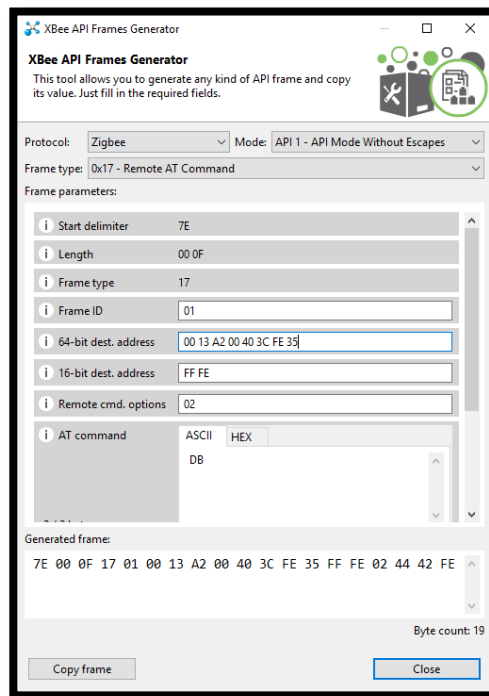 XBee API Frames Generator
XBee API Frames Generator
This tool allows you to generate any kind of API frame and copy
its value. Just fill in the required fields.
Protocol: Zigbee Mode: API 1 - API Mode Without Escapes
Frame type: 0x17 - Remote AT Command
Frame parameters:
i Start delimiter 7E
i Length 00 0F
i Frame type 17
i Frame ID 01
i 64-bit dest. address 00 13 A2 00 40 3C FE 35
i 16-bit dest. address FF FE
i Remote cmd. options 02
i AT command ASCII HEX
DB
Generated frame:
7E 00 0F 17 01 00 13 A2 00 40 3C FE 35 FF FE 02 44 42 FE
Byte count: 19
Copy frame Close